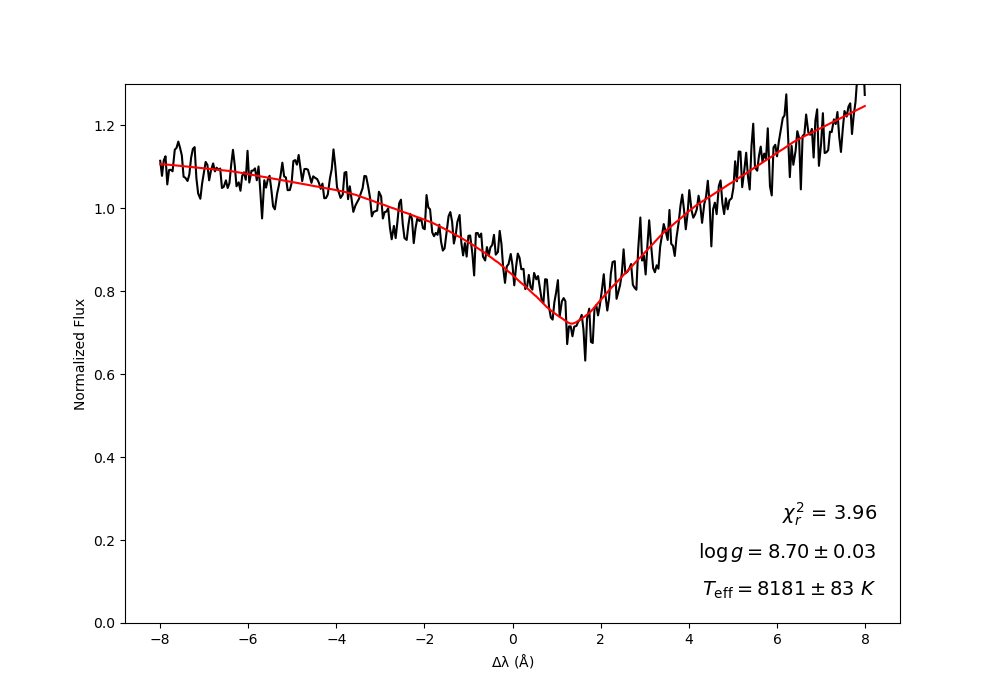 1.2
1.0
0.8
0.6
0.4
0.2
0.0
Normalized Flux
χ²ᵣ = 3.96
log g = 8.70 ± 0.03
T_eff = 8181 ± 83 K
−8 −6 −4 −2 0 2 4 6 8
Δλ (Å)